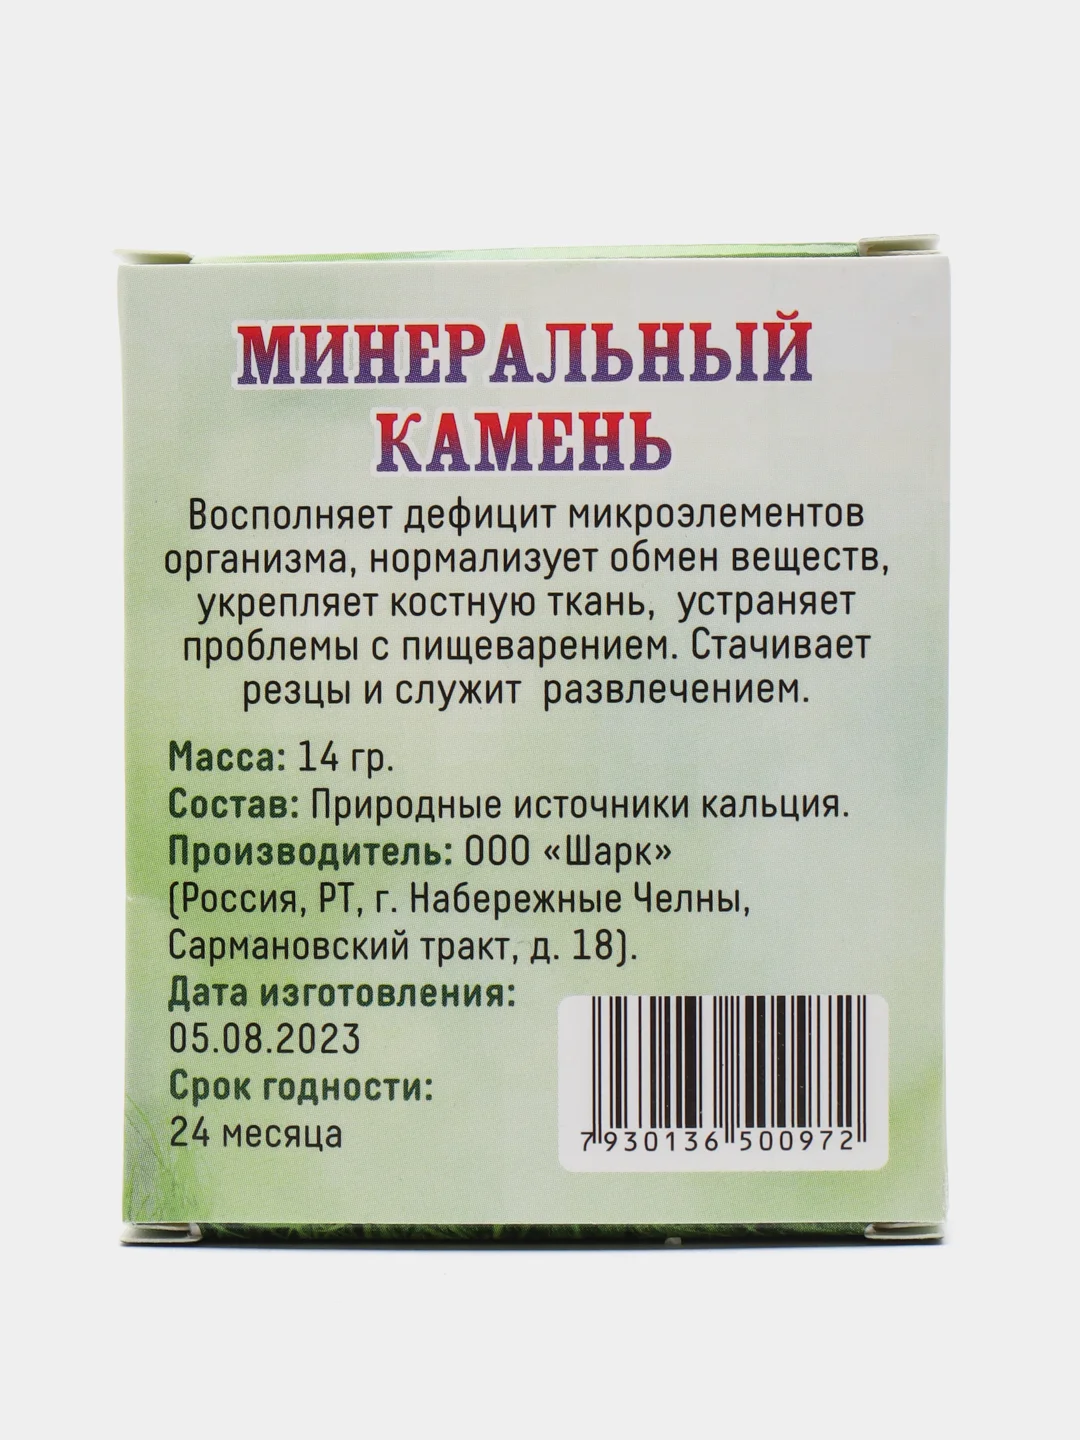 МИНЕРАЛЬНЫЙ
КАМЕНЬ
Восполняет дефицит микроэлементов
организма, нормализует обмен веществ,
укрепляет костную ткань, устраняет
проблемы с пищеварением. Стачивает
резцы и служит развлечением.
Масса: 14 гр.
Состав: Природные источники кальция.
Производитель: ООО «Шарк»
(Россия, РТ, г. Набережные Челны,
Сармановский тракт, д. 18).
Дата изготовления:
05.08.2023
Срок годности:
24 месяца
7930136500972